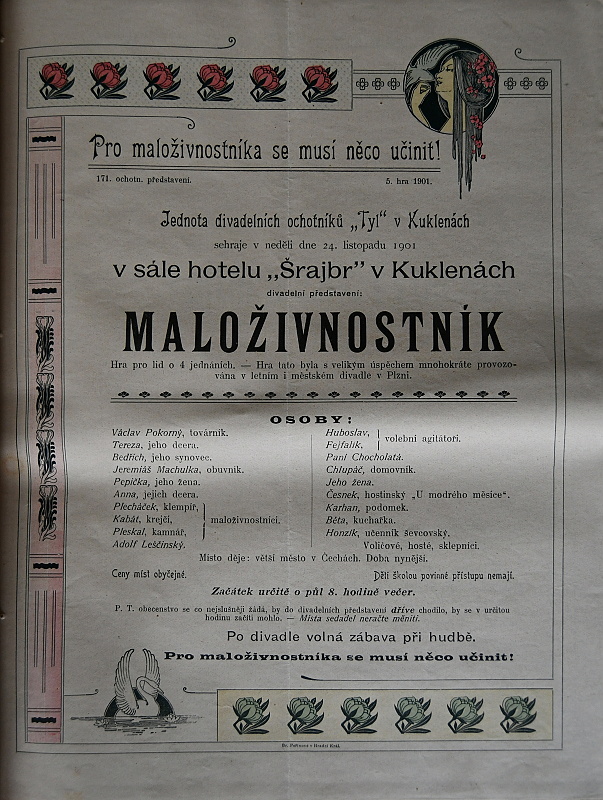 Pro maloživnostníka se musí něco učinit!
171. ochotn. představení.
5. hra 1901.
Jednota divadelních ochotníků „Tyl“ v Kuklenách
sehraje v neděli dne 24. listopadu 1901
v sále hotelu „Šrajbr” v Kuklenách
divadelní představení:
MALOŽIVNOSTNÍK
Hra pro lid o 4 jednáních. — Hra tato byla s velikým úspěchem mnohokráte provozo-
vána v letním i městském divadle v Plzni.
OSOBY:
Václav Pokorný, továrník.
Tereza, jeho dcera.
Bedřich, jeho synovec.
Jeremiáš Machulka, obuvník.
Pepička, jeho žena.
Anna, jejich dcera.
Plecháček, klempíř,
Kabát, krejčí,
Pleskal, kamnář,
maloživnostníci.
Adolf Leščinský.
Huboslav,
Fejfalík,
volební agitátoři.
Paní Chocholatá.
Chlupáč, domovník.
Jeho žena.
Česnek, hostinský „U modrého měsíce“.
Karhan, podomek.
Běta, kuchařka.
Honzík, učenník ševcovský.
Voličové, hosté, sklepníci.
Místo děje: větší město v Čechách. Doba nynější.
Ceny míst obyčejné.
Děti školou povinné přístupu nemají.
Začátek určitě o půl 8. hodině večer.
P. T. obecenstvo se co nejslušněji žádá, by do divadelních představení dříve chodilo, by se v určitou
hodinu začíti mohlo. — Místa sedadel neračte měniti.
Po divadle volná zábava při hudbě.
Pro maloživnostníka se musí něco učinit!